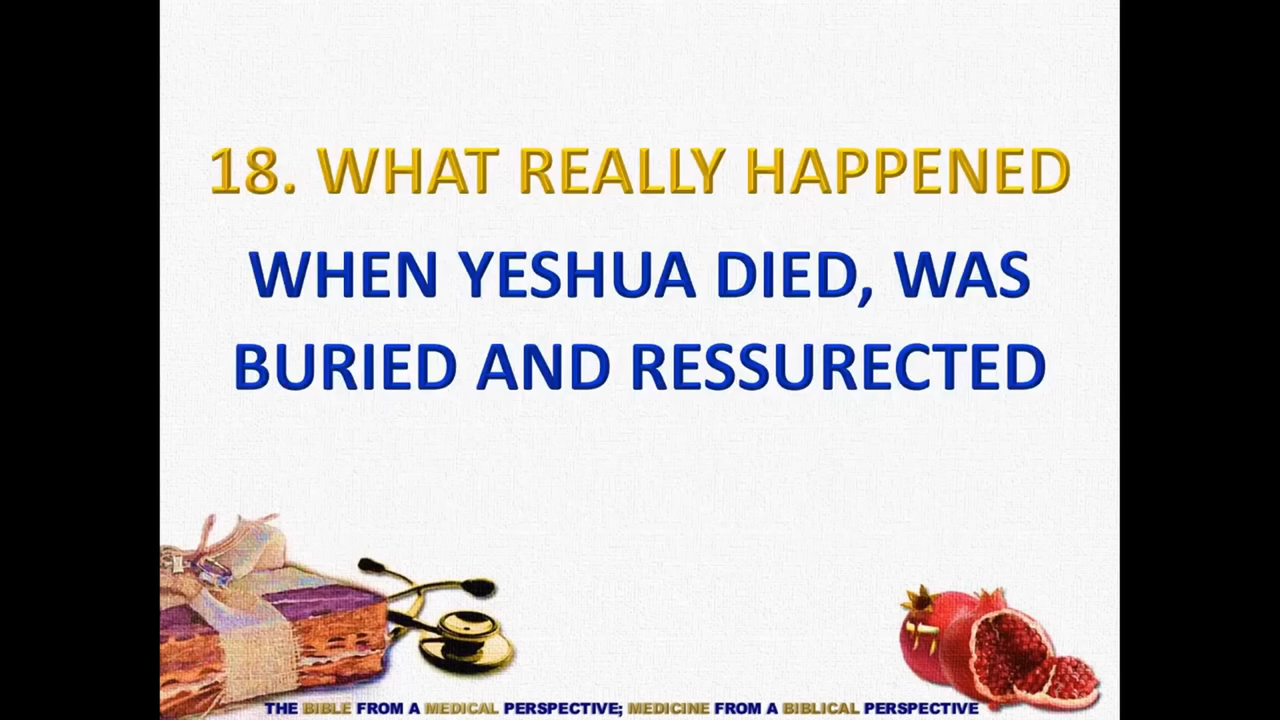 18. WHAT REALLY HAPPENED
WHEN YESHUA DIED, WAS
BURIED AND RESSURECTED
THE BIBLE FROM A MEDICAL PERSPECTIVE; MEDICINE FROM A BIBLICAL PERSPECTIVE